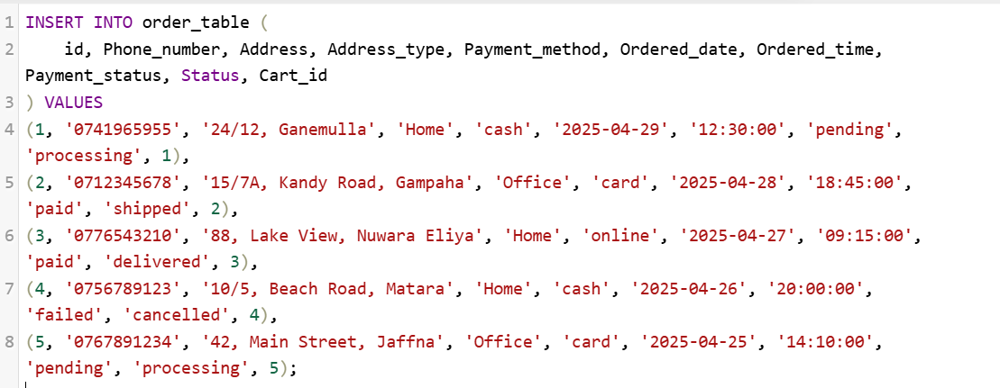 1 INSERT INTO order_table (
2 id, Phone_number, Address, Address_type, Payment_method, Ordered_date, Ordered_time,
Payment_status, Status, Cart_id
3 ) VALUES
4 (1, '0741965955', '24/12, Ganemulla', 'Home', 'cash', '2025-04-29', '12:30:00', 'pending',
'processing', 1),
5 (2, '0712345678', '15/7A, Kandy Road, Gampaha', 'Office', 'card', '2025-04-28', '18:45:00',
'paid', 'shipped', 2),
6 (3, '0776543210', '88, Lake View, Nuwara Eliya', 'Home', 'online', '2025-04-27', '09:15:00',
'paid', 'delivered', 3),
7 (4, '0756789123', '10/5, Beach Road, Matara', 'Home', 'cash', '2025-04-26', '20:00:00',
'failed', 'cancelled', 4),
8 (5, '0767891234', '42, Main Street, Jaffna', 'Office', 'card', '2025-04-25', '14:10:00',
'pending', 'processing', 5);